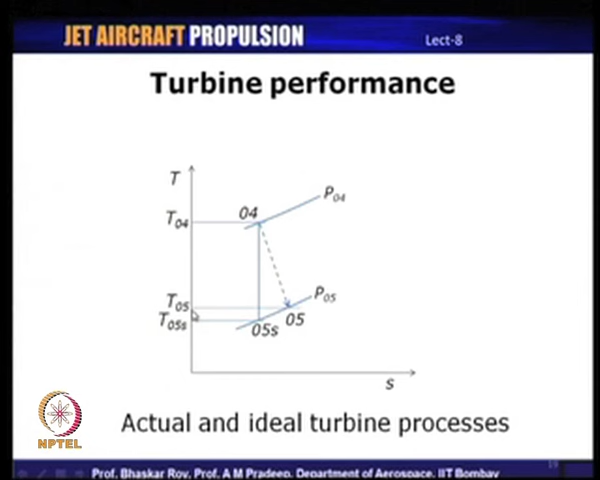 JET AIRCRAFT PROPULSION
Lect-8
Turbine performance
T
P04
04
T04
P05
T05
05
T05s
05s
s
Actual and ideal turbine processes
NPTEL
19
Prof. Bhaskar Roy, Prof. A M Pradeep, Department of Aerospace, IIT Bombay